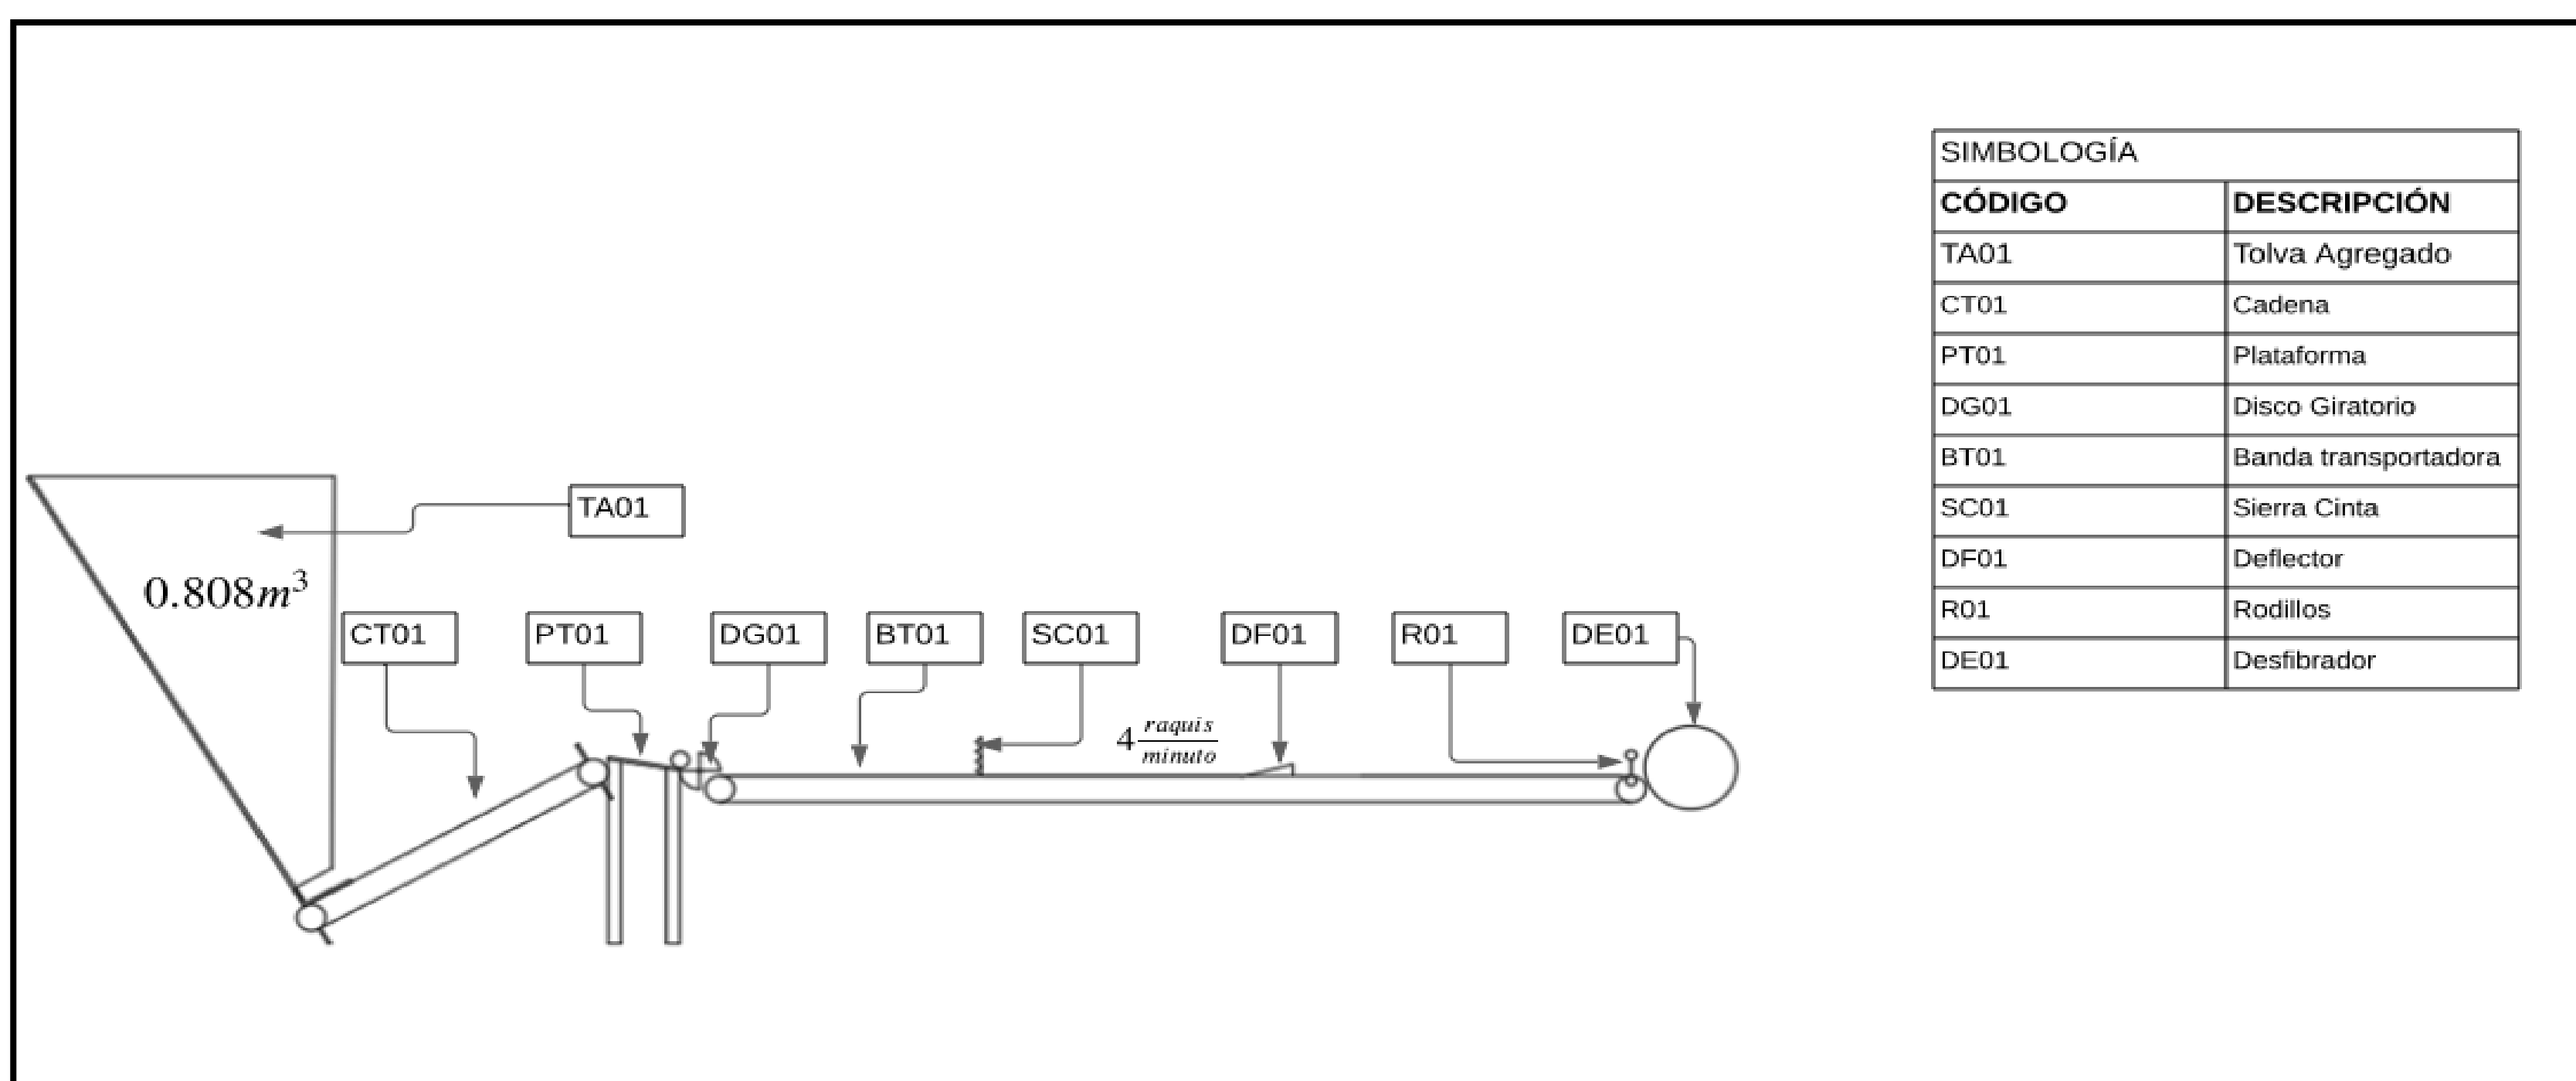 SIMBOLOGÍA
CÓDIGO DESCRIPCIÓN
TA01 Tolva Agregado
CT01 Cadena
PT01 Plataforma
DG01 Disco Giratorio
BT01 Banda transportadora
SC01 Sierra Cinta
DF01 Deflector
R01 Rodillos
DE01 Desfibrador
TA01
0.808m³
CT01 PT01 DG01 BT01 SC01 DF01 R01 DE01
4 raquis/minuto